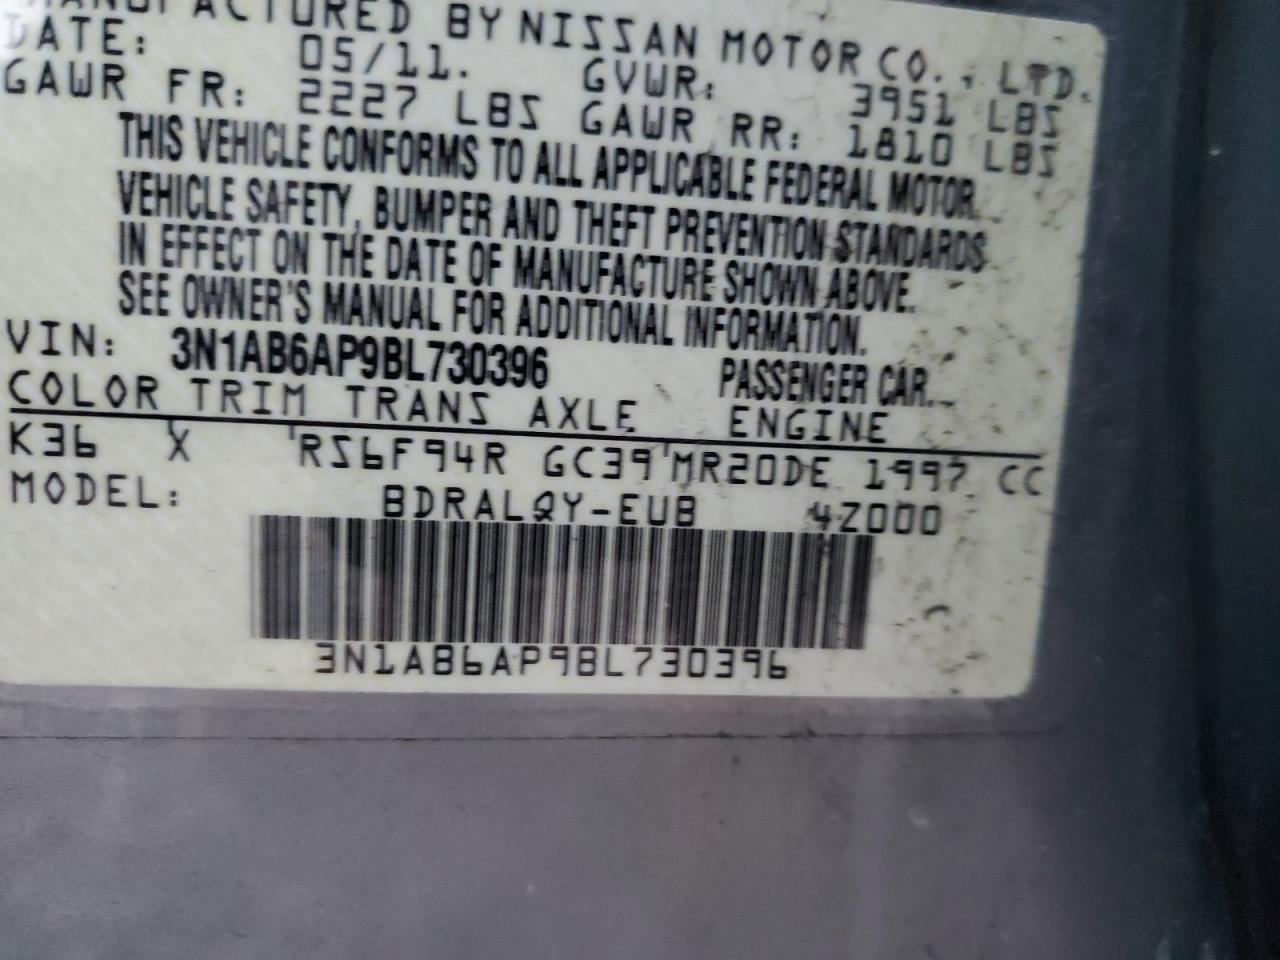 MANUFACTURED BY NISSAN MOTOR CO., LTD.
DATE: 05/11. GVWR: 3951 LBS
GAWR FR: 2227 LBS GAWR RR: 1810 LBS
THIS VEHICLE CONFORMS TO ALL APPLICABLE FEDERAL MOTOR
VEHICLE SAFETY, BUMPER AND THEFT PREVENTION STANDARDS
IN EFFECT ON THE DATE OF MANUFACTURE SHOWN ABOVE.
SEE OWNER'S MANUAL FOR ADDITIONAL INFORMATION.
VIN: 3N1AB6AP9BL730396 PASSENGER CAR.
COLOR TRIM TRANS AXLE ENGINE
K36 X RS6F94R GC39 MR20DE 1997 CC
MODEL: BDRALQY-EUB 4Z000
3N1AB6AP9BL730396